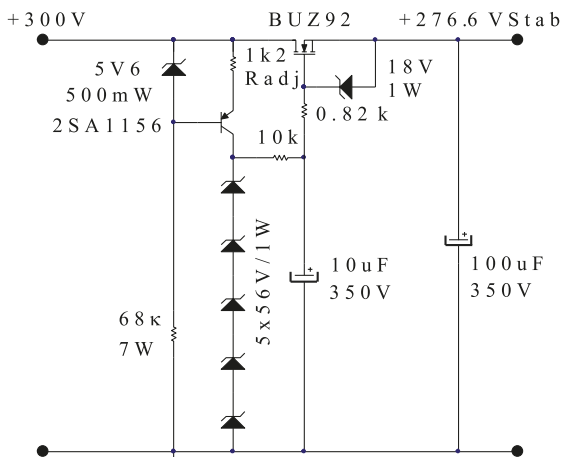 +300V
BUZ92
+276.6 VStab
5V6
500mW
2SA1156
1k2
Radj
18V
1W
0.82 k
10k
5x56V/1W
10uF
350V
100uF
350V
68к
7W
+
+